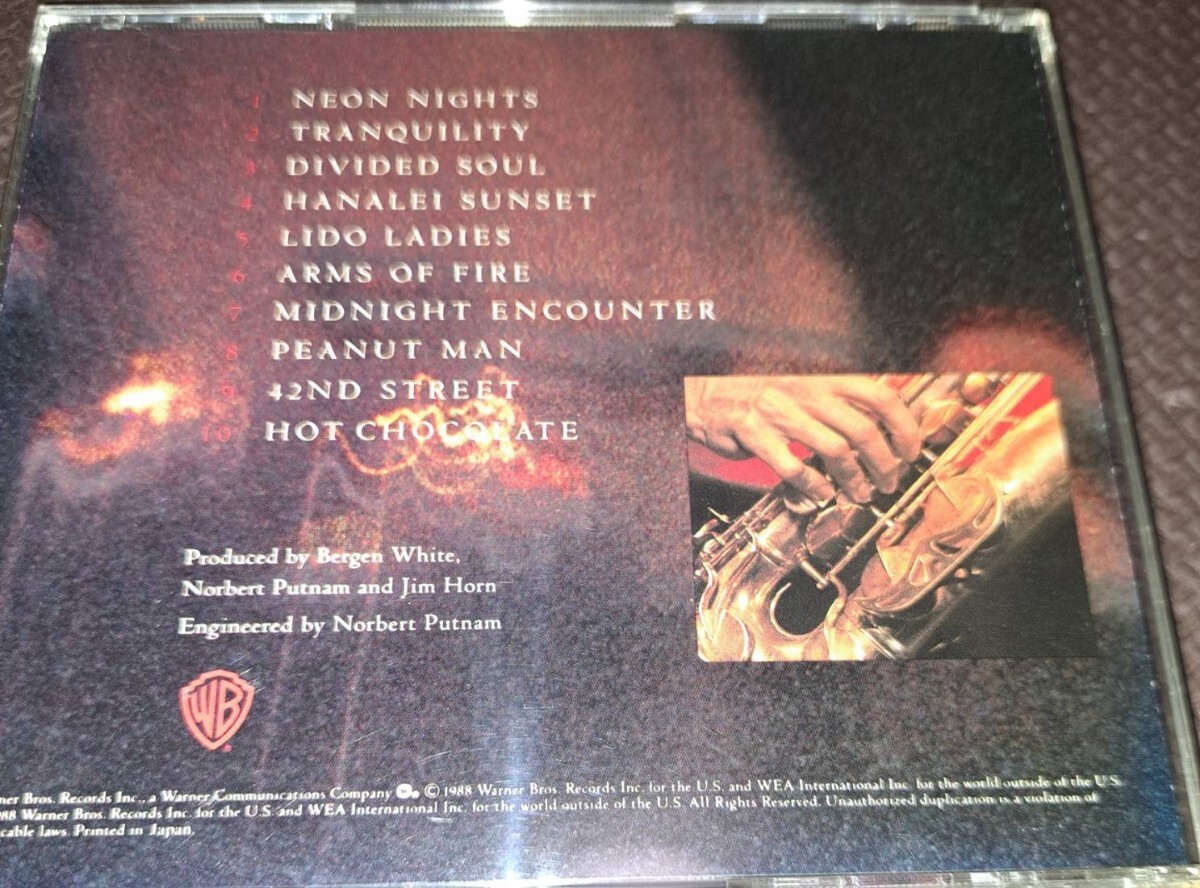 1 NEON NIGHTS
2 TRANQUILITY
3 DIVIDED SOUL
4 HANALEI SUNSET
5 LIDO LADIES
6 ARMS OF FIRE
7 MIDNIGHT ENCOUNTER
8 PEANUT MAN
9 42ND STREET
10 HOT CHOCOLATE
Produced by Bergen White,
Norbert Putnam and Jim Horn
Engineered by Norbert Putnam
WB
ner Bros. Records Inc., a Warner Communications Company © 1988 Warner Bros. Records Inc. for the U.S. and WEA International Inc. for the world outside of the U.S.
988 Warner Bros. Records Inc. for the U.S. and WEA International Inc. for the world outside of the U.S. All Rights Reserved. Unauthorized duplication is a violation of
cable laws. Printed in Japan.